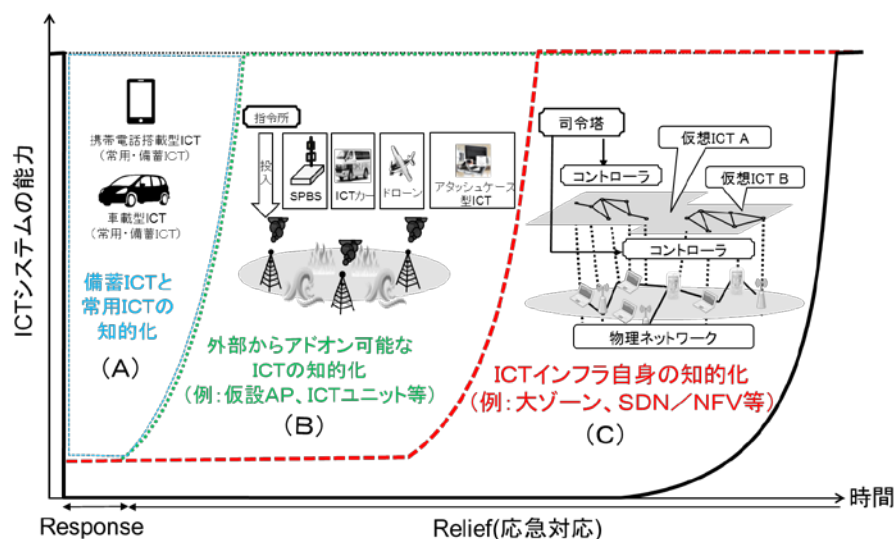 ICTシステムの能力
携帯電話搭載型ICT
(常用・備蓄ICT)
車載型ICT
(常用・備蓄ICT)
備蓄ICTと
常用ICTの
知的化
(A)
指令所
投入
SPBS
ICTカー
ドローン
アタッシュケース
型ICT
外部からアドオン可能な
ICTの知的化
(例:仮設AP、ICTユニット等)
(B)
司令塔
コントローラ
仮想ICT A
仮想ICT B
コントローラ
物理ネットワーク
ICTインフラ自身の知的化
(例:大ゾーン、SDN/NFV等)
(C)
時間
Response
Relief(応急対応)